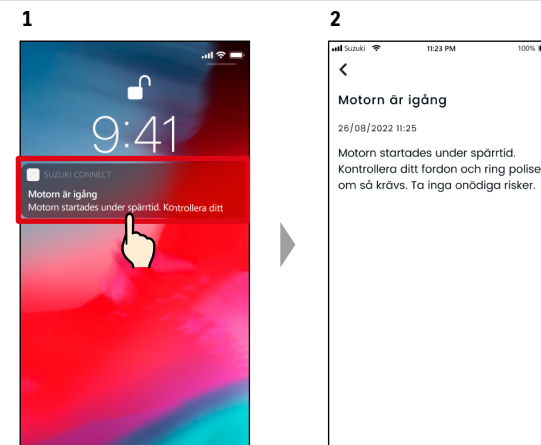 1
9:41
SUZUKI CONNECT
Motorn är igång
Motorn startades under spärrtid. Kontrollera ditt
2
Suzuki 11:23 PM 100%
Motorn är igång
26/08/2022 11:25
Motorn startades under spärrtid.
Kontrollera ditt fordon och ring polise
om så krävs. Ta inga onödiga risker.